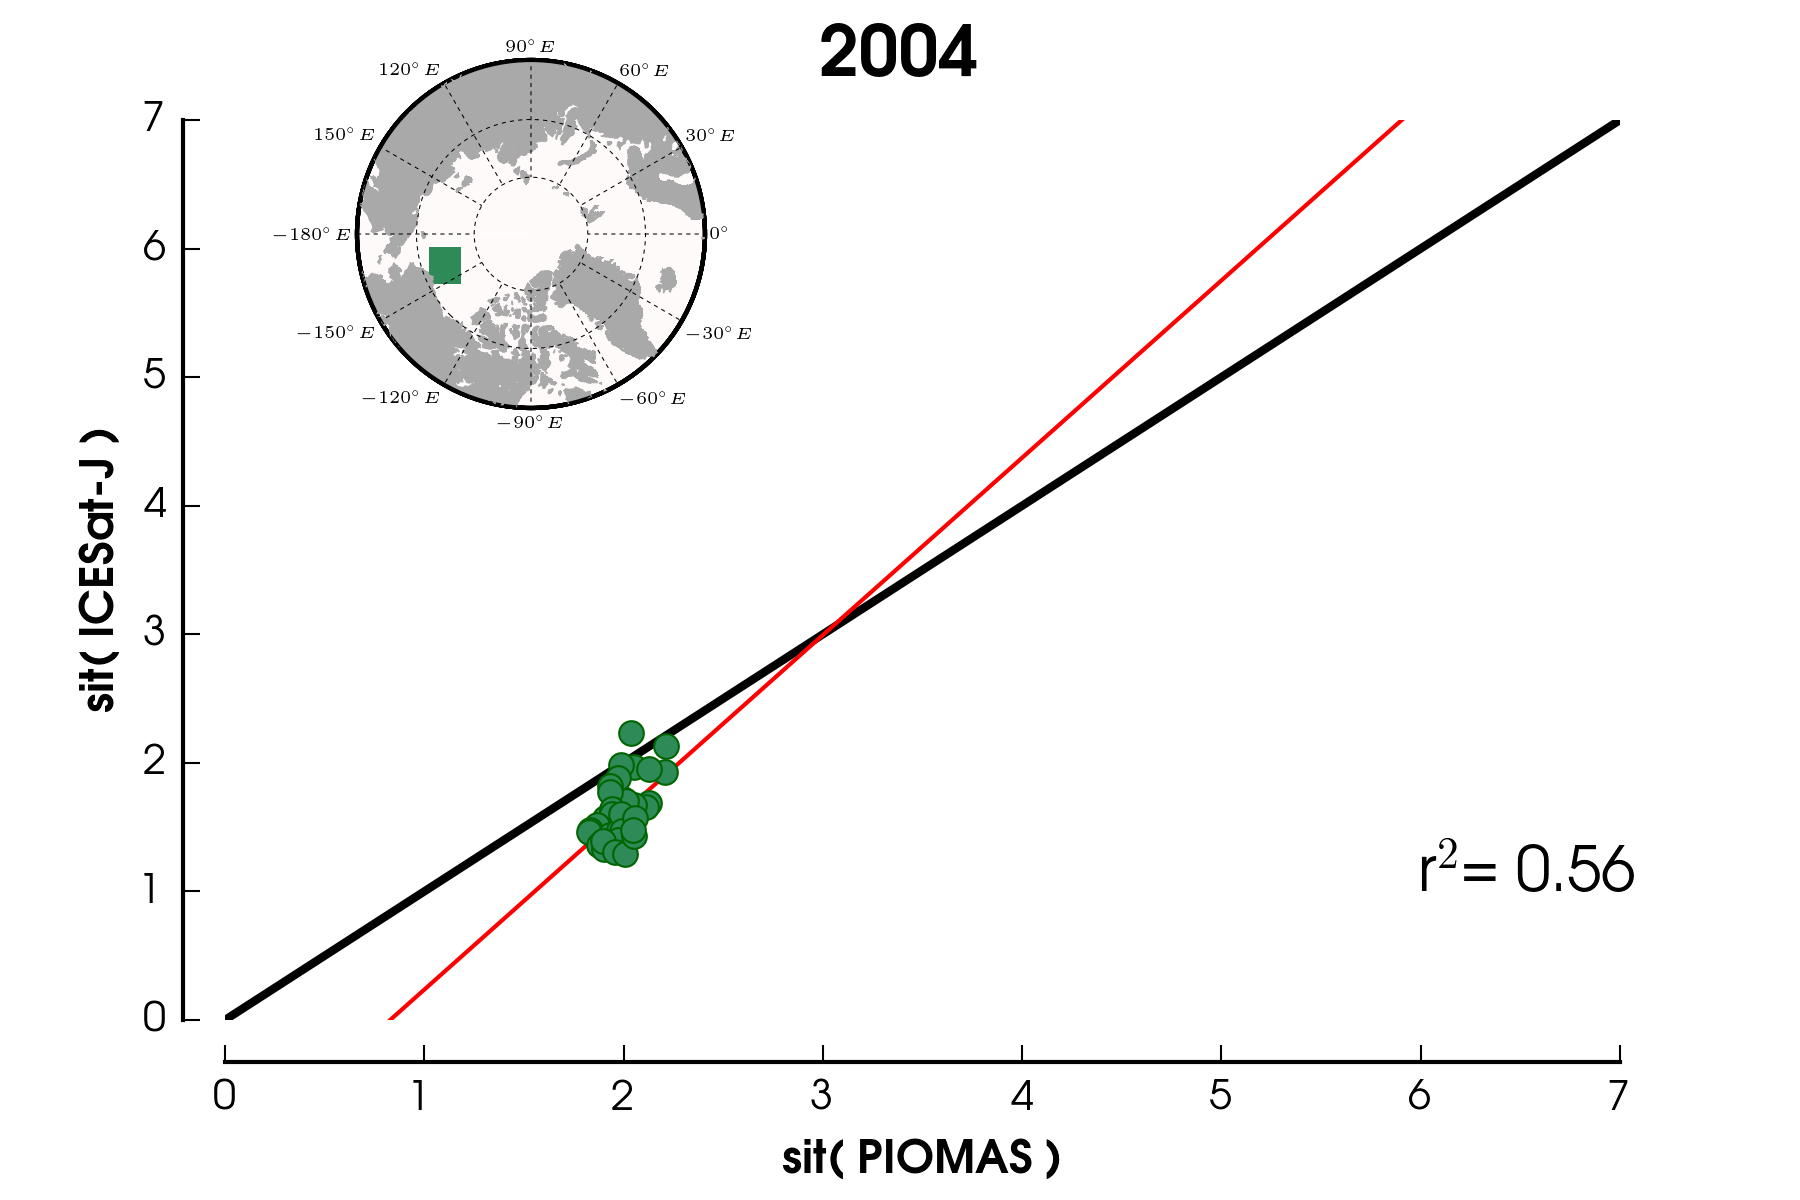 2004
90° E
120° E
60° E
150° E
30° E
−180° E
0°
−150° E
−30° E
−120° E
−60° E
−90° E
7
6
5
4
3
2
1
0
sit( ICESat-J )
r²= 0.56
0 1 2 3 4 5 6 7
sit( PIOMAS )